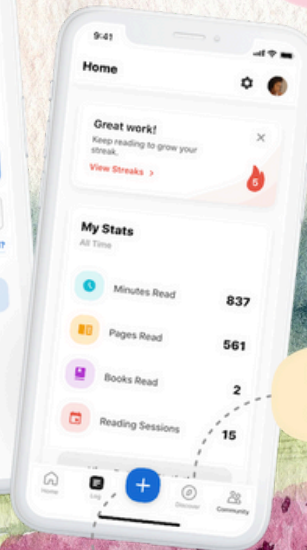 9:41
Home
Great work!
Keep reading to grow your
streak.
View Streaks >
5
My Stats
All Time
Minutes Read 837
Pages Read 561
Books Read 2
Reading Sessions 15
Home Log + Discover Community